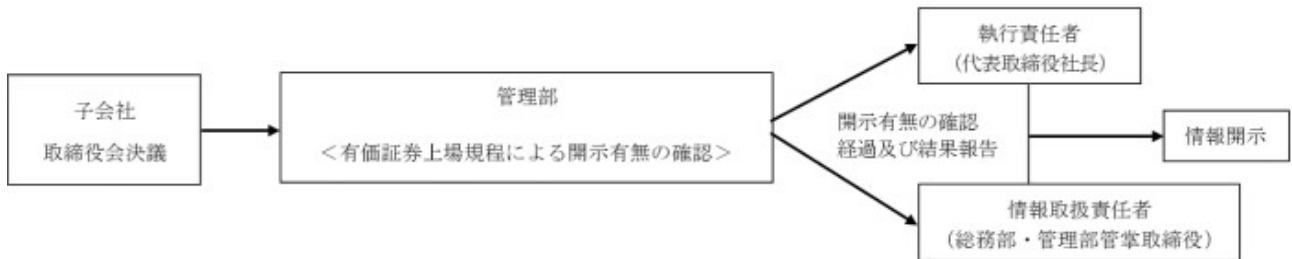 子会社
取締役会決議
管理部
＜有価証券上場規程による開示有無の確認＞
執行責任者
（代表取締役社長）
開示有無の確認
経過及び結果報告
情報開示
情報取扱責任者
（総務部・管理部管掌取締役）